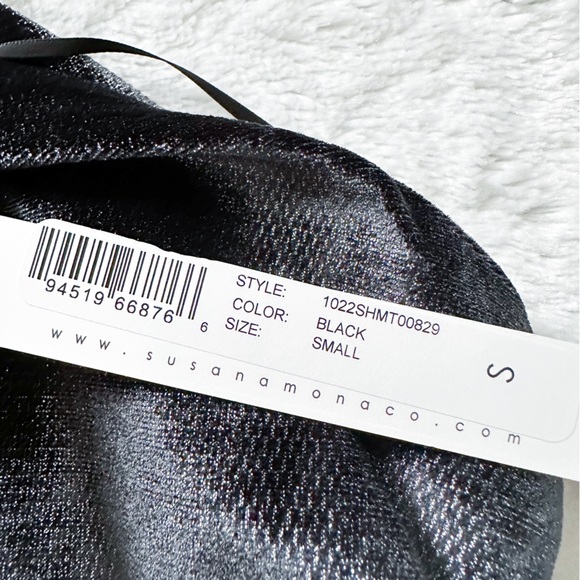 94519 66876 6
STYLE: 1022SHMT00829
COLOR: BLACK
SIZE: SMALL
S
www.susanamonaco.com